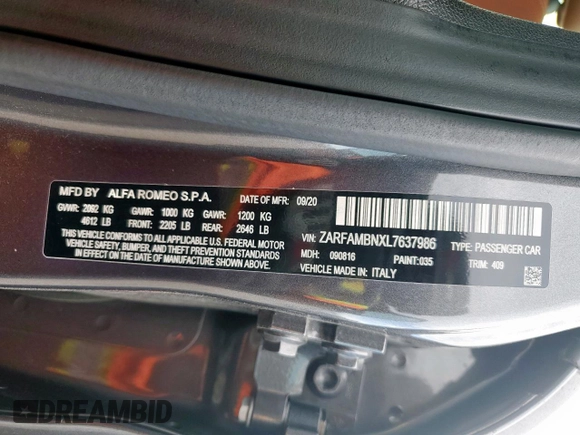 MFD BY ALFA ROMEO S.P.A. DATE OF MFR: 09/20
GVWR: 2092 KG GAWR: 1000 KG GAWR: 1200 KG
4612 LB FRONT: 2205 LB REAR: 2646 LB
THIS VEHICLE CONFORMS TO ALL APPLICABLE U.S. FEDERAL MOTOR
VEHICLE SAFETY, BUMPER, AND THEFT PREVENTION STANDARDS
IN EFFECT ON THE DATE OF MANUFACTURE SHOWN ABOVE.
VIN: ZARFAMBNXL7637986 TYPE: PASSENGER CAR
MDH: 090816 PAINT:035 TRIM: 409
MADE IN: ITALY
DREAMBID